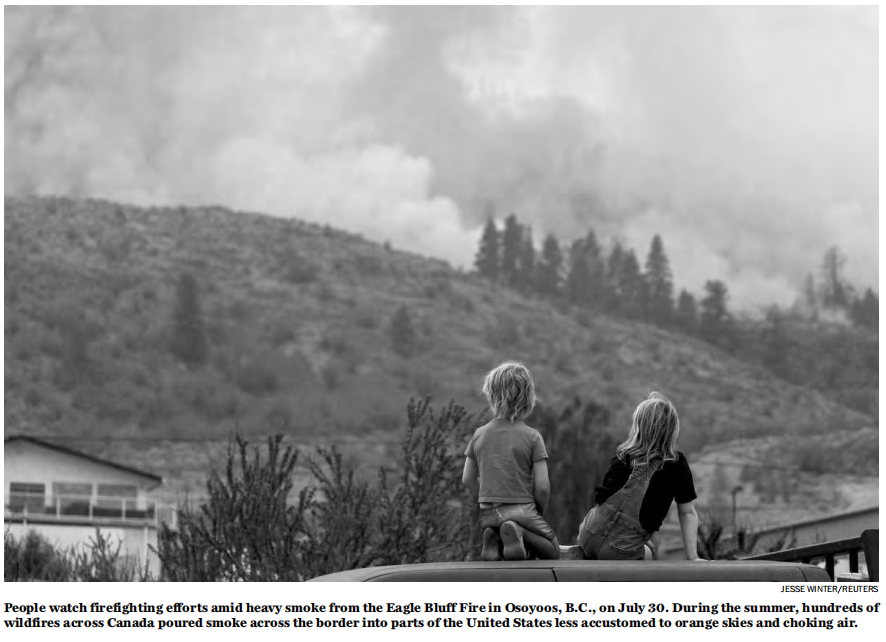 JESSE WINTER/REUTERS
People watch firefighting efforts amid heavy smoke from the Eagle Bluff Fire in Osoyoos, B.C., on July 30. During the summer, hundreds of
wildfires across Canada poured smoke across the border into parts of the United States less accustomed to orange skies and choking air.